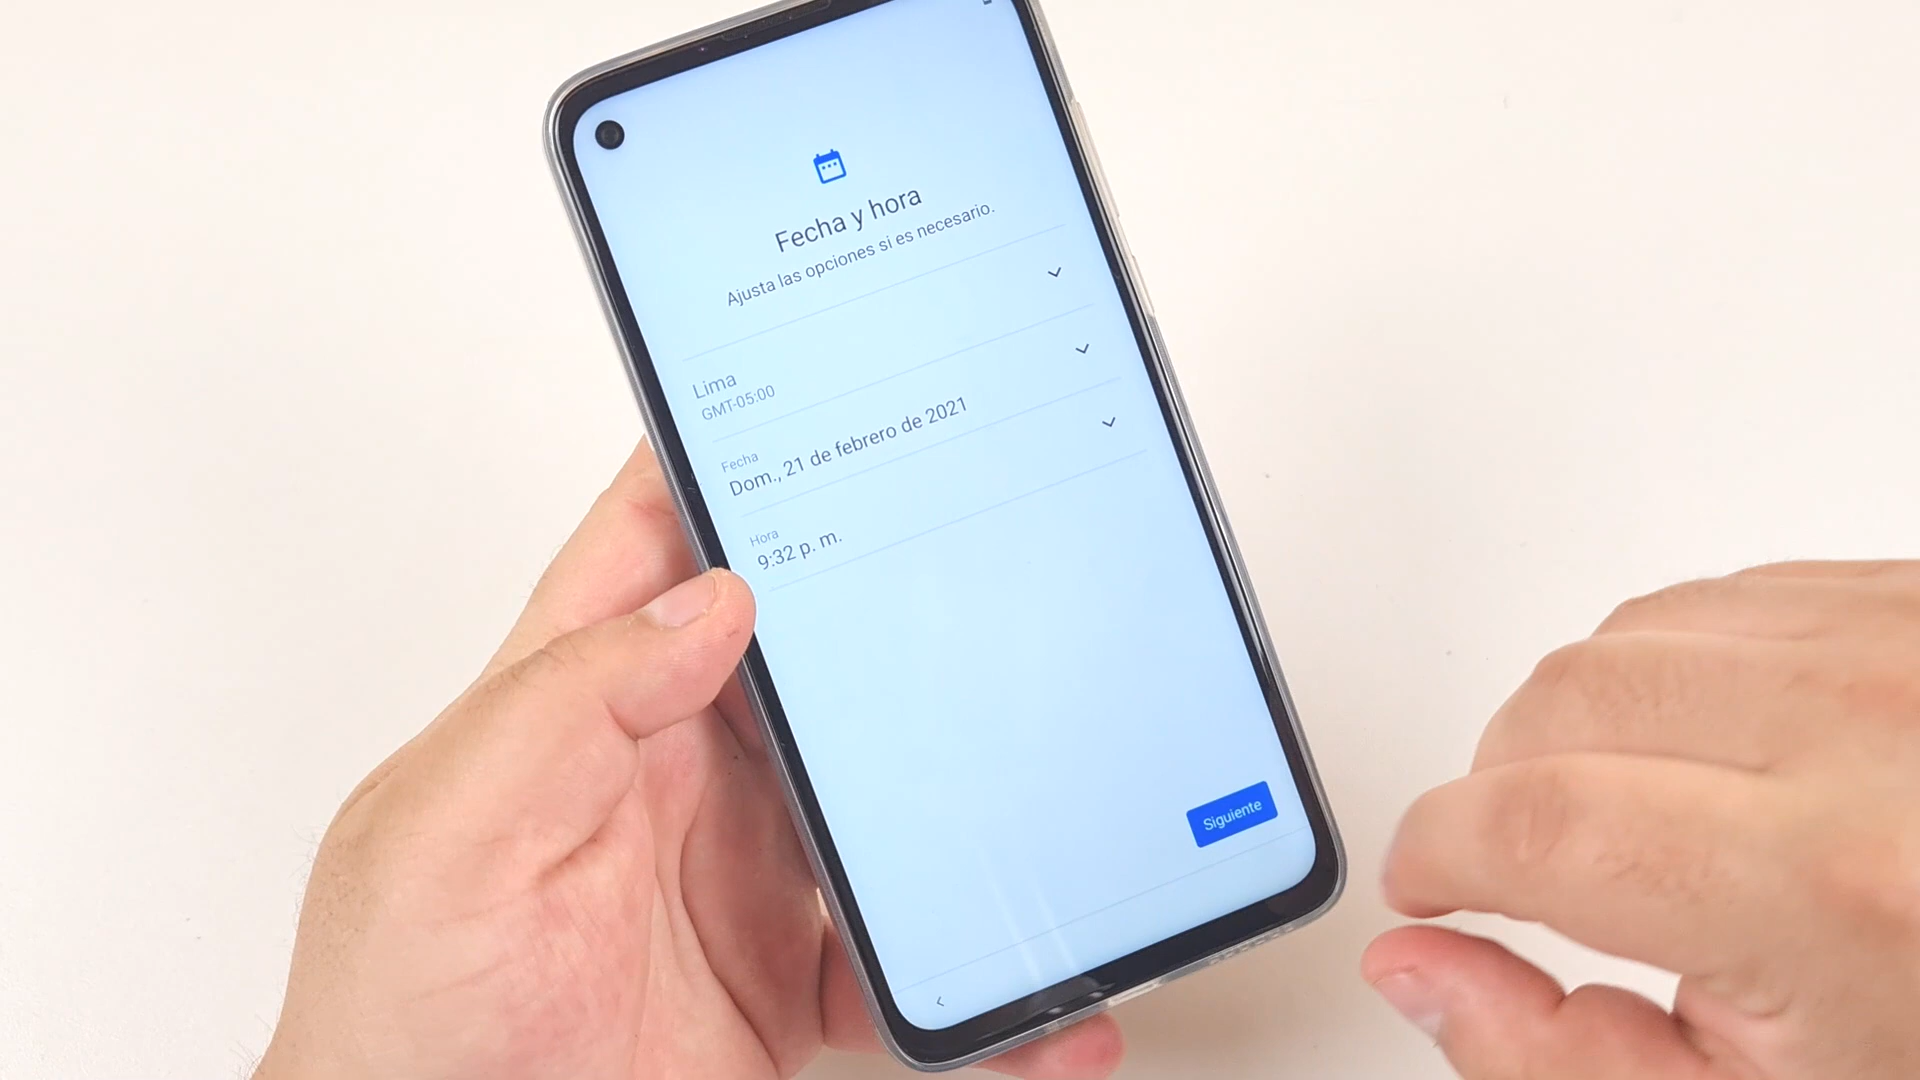 Fecha y hora
Ajusta las opciones si es necesario.
Lima
GMT-05:00
Fecha
Dom., 21 de febrero de 2021
Hora
9:32 p. m.
Siguiente